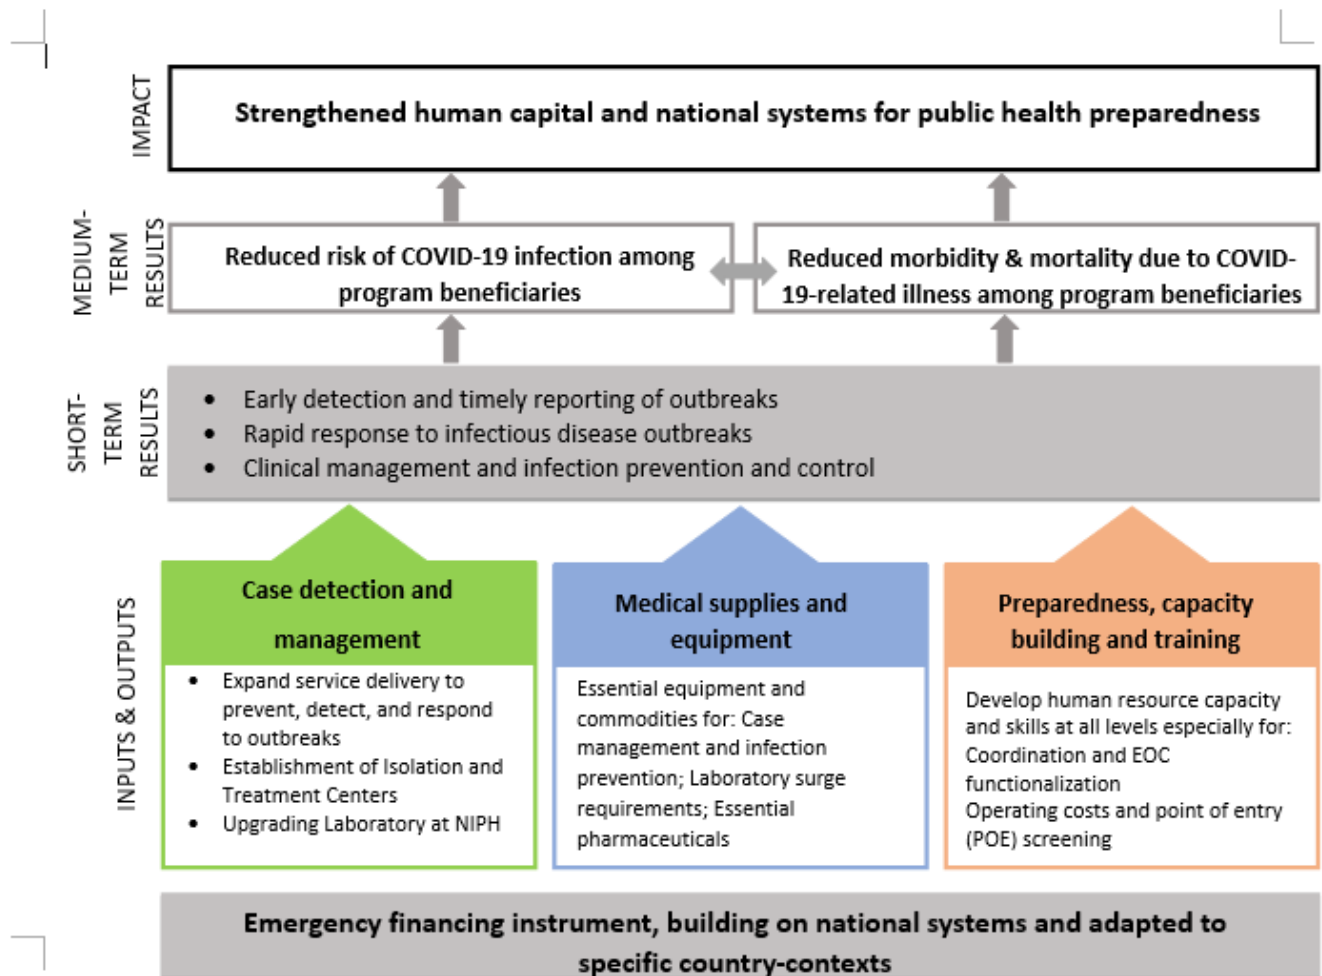 IMPACT
Strengthened human capital and national systems for public health preparedness
MEDIUM-
TERM
RESULTS
Reduced risk of COVID-19 infection among
program beneficiaries
Reduced morbidity & mortality due to COVID-
19-related illness among program beneficiaries
SHORT-
TERM
RESULTS
• Early detection and timely reporting of outbreaks
• Rapid response to infectious disease outbreaks
• Clinical management and infection prevention and control
INPUTS & OUTPUTS
Case detection and
management
• Expand service delivery to
prevent, detect, and respond
to outbreaks
• Establishment of Isolation and
Treatment Centers
• Upgrading Laboratory at NIPH
Medical supplies and
equipment
Essential equipment and
commodities for: Case
management and infection
prevention; Laboratory surge
requirements; Essential
pharmaceuticals
Preparedness, capacity
building and training
Develop human resource capacity
and skills at all levels especially for:
Coordination and EOC
functionalization
Operating costs and point of entry
(POE) screening
Emergency financing instrument, building on national systems and adapted to
specific country-contexts